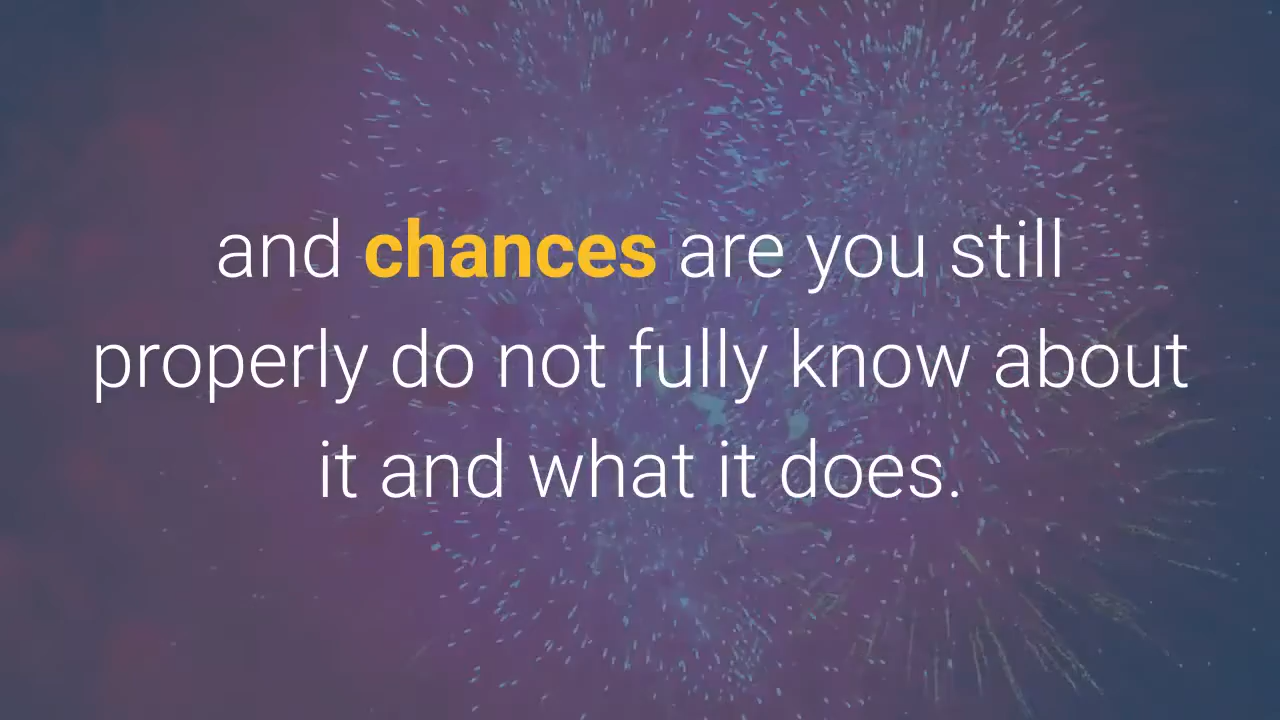 and chances are you still
properly do not fully know about
it and what it does.